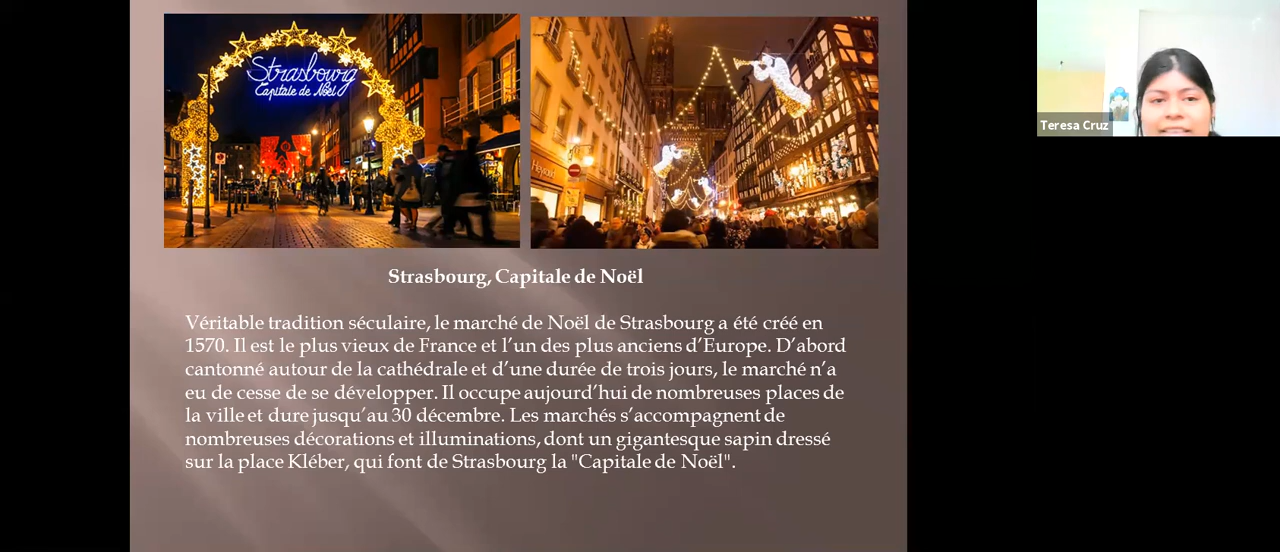 Strasbourg
Capitale de Noël
Heyraud
Teresa Cruz
Strasbourg, Capitale de Noël
Véritable tradition séculaire, le marché de Noël de Strasbourg a été créé en
1570. Il est le plus vieux de France et l’un des plus anciens d’Europe. D’abord
cantonné autour de la cathédrale et d’une durée de trois jours, le marché n’a
eu de cesse de se développer. Il occupe aujourd’hui de nombreuses places de
la ville et dure jusqu’au 30 décembre. Les marchés s’accompagnent de
nombreuses décorations et illuminations, dont un gigantesque sapin dressé
sur la place Kléber, qui font de Strasbourg la "Capitale de Noël".